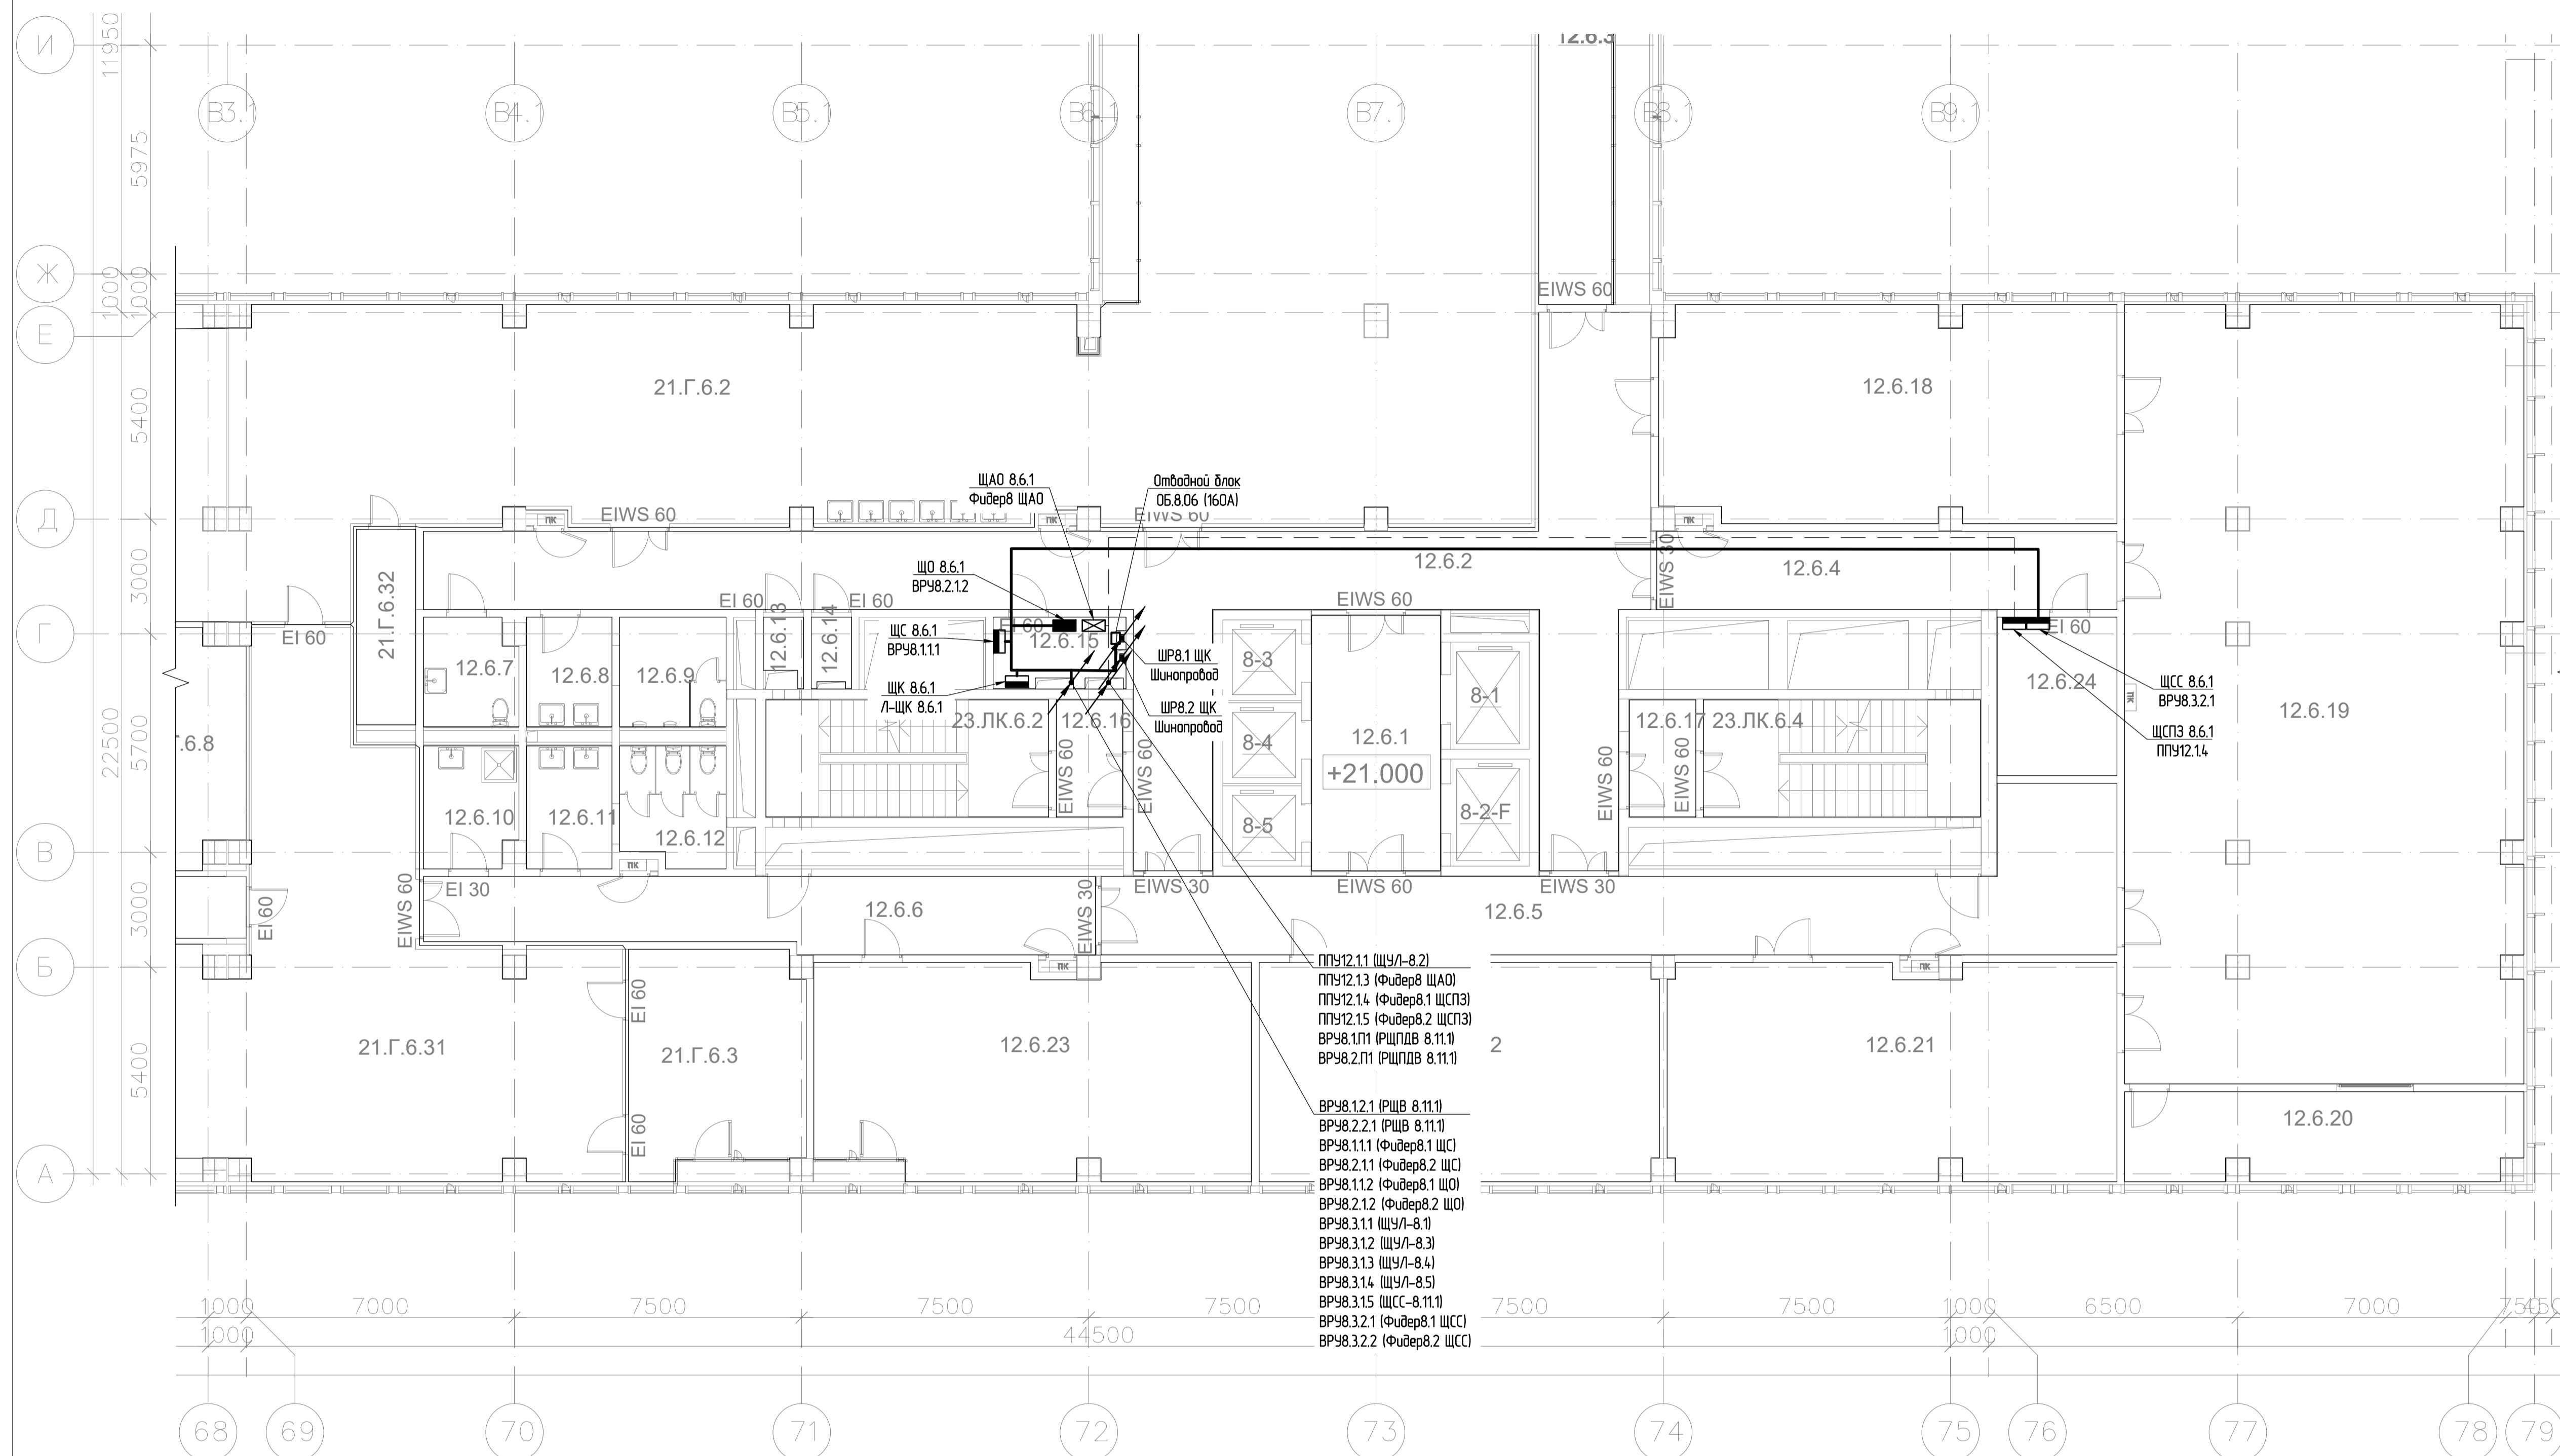 И
11950
12.6.3
В3.1
В4.1
В5.1
В7.1
В8.1
В9.1
5975
Ж
1000
1000
Е
EIWS 60
21.Г.6.2
12.6.18
5400
ЩАО 8.6.1
Фидер8 ЩАО
Отводной блок
ОБ.8.06 (160А)
Д
ПК
EIWS 60
ПК
EIWS 60
ПК
3000
21.Г.6.32
12.6.2
EIWS 30
12.6.4
ЩО 8.6.1
ВРУ8.2.1.2
EI 60
EI 60
EIWS 60
Г
EI 60
ЩС 8.6.1
ВРУ8.1.1.1
12.6.13
12.6.14
EI 60
12.6.15
EI 60
12.6.7
12.6.8
12.6.9
ШР8.1 ЩК
Шинопровод
8-3
8-1
12.6.24
ЩСС 8.6.1
ВРУ8.3.2.1
ПК
ЩК 8.6.1
Л-ЩК 8.6.1
ШР8.2 ЩК
Шинопровод
23.ЛК.6.2
12.6.16
12.6.17
23.ЛК.6.4
12.6.19
22500
5700
.6.8
8-4
12.6.1
+21.000
ЩСПЗ 8.6.1
ППУ12.1.4
EIWS 60
EIWS 60
EIWS 60
EIWS 60
12.6.10
12.6.11
12.6.12
8-5
8-2-F
В
ПК
EI 30
EIWS 30
EIWS 60
EIWS 30
3000
EI 60
EIWS 60
12.6.6
EIWS 30
12.6.5
Б
ПК
ПК
ППУ12.1.1 (ЩУЛ-8.2)
ППУ12.1.3 (Фидер8 ЩАО)
ППУ12.1.4 (Фидер8.1 ЩСПЗ)
ППУ12.1.5 (Фидер8.2 ЩСПЗ)
ВРУ8.1.П1 (РЩПДВ 8.11.1)
ВРУ8.2.П1 (РЩПДВ 8.11.1)
5400
21.Г.6.31
EI 60
21.Г.6.3
12.6.23
2
12.6.21
EI 60
12.6.20
А
ВРУ8.1.2.1 (РЩВ 8.11.1)
ВРУ8.2.2.1 (РЩВ 8.11.1)
ВРУ8.1.1.1 (Фидер8.1 ЩС)
ВРУ8.2.1.1 (Фидер8.2 ЩС)
ВРУ8.1.1.2 (Фидер8.1 ЩО)
ВРУ8.2.1.2 (Фидер8.2 ЩО)
ВРУ8.3.1.1 (ЩУЛ-8.1)
ВРУ8.3.1.2 (ЩУЛ-8.3)
ВРУ8.3.1.3 (ЩУЛ-8.4)
ВРУ8.3.1.4 (ЩУЛ-8.5)
ВРУ8.3.1.5 (ЩСС-8.11.1)
ВРУ8.3.2.1 (Фидер8.1 ЩСС)
ВРУ8.3.2.2 (Фидер8.2 ЩСС)
1000
7000
7500
7500
7500
7500
7500
1000
6500
7000
1000
44500
1000
68
69
70
71
72
73
74
75
76
77
78
79